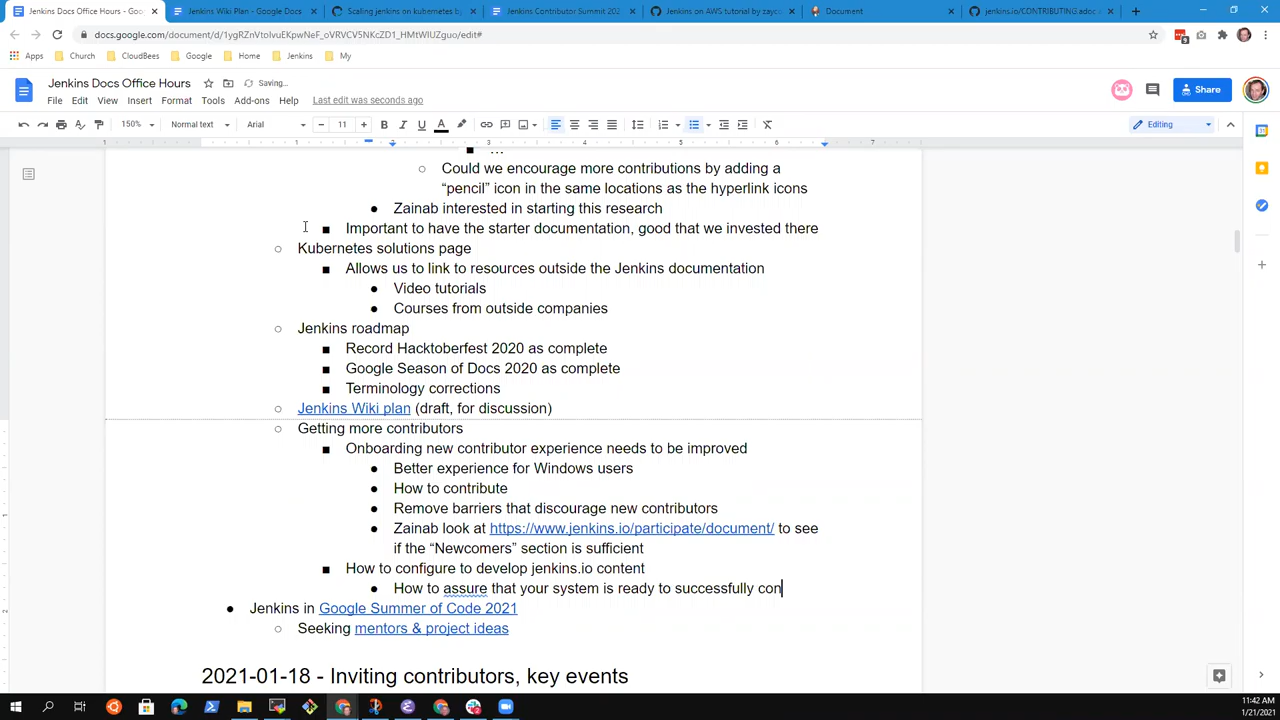 Jenkins Docs Office Hours - Goo
Jenkins Wiki Plan - Google Docs
Scaling jenkins on kubernetes by
Jenkins Contributor Summit 202
Jenkins on AWS tutorial by zayco
Document
jenkins.io/CONTRIBUTING.adoc
docs.google.com/document/d/1ygRZnVtoIvuEKpwNeF_oVRVCV5NKcZD1_HMtWIUZguo/edit#
Apps
Church
CloudBees
Google
Home
Jenkins
My
Jenkins Docs Office Hours
Saving...
File Edit View Insert Format Tools Add-ons Help Last edit was seconds ago
Share
150% Normal text Arial 11 Editing
1 2 3 4 5 6 7
...
Could we encourage more contributions by adding a
“pencil” icon in the same locations as the hyperlink icons
Zainab interested in starting this research
Important to have the starter documentation, good that we invested there
Kubernetes solutions page
Allows us to link to resources outside the Jenkins documentation
Video tutorials
Courses from outside companies
Jenkins roadmap
Record Hacktoberfest 2020 as complete
Google Season of Docs 2020 as complete
Terminology corrections
Jenkins Wiki plan (draft, for discussion)
Getting more contributors
Onboarding new contributor experience needs to be improved
Better experience for Windows users
How to contribute
Remove barriers that discourage new contributors
Zainab look at https://www.jenkins.io/participate/document/ to see
if the “Newcomers” section is sufficient
How to configure to develop jenkins.io content
How to assure that your system is ready to successfully con
Jenkins in Google Summer of Code 2021
Seeking mentors & project ideas
2021-01-18 - Inviting contributors, key events
11:42 AM
1/21/2021